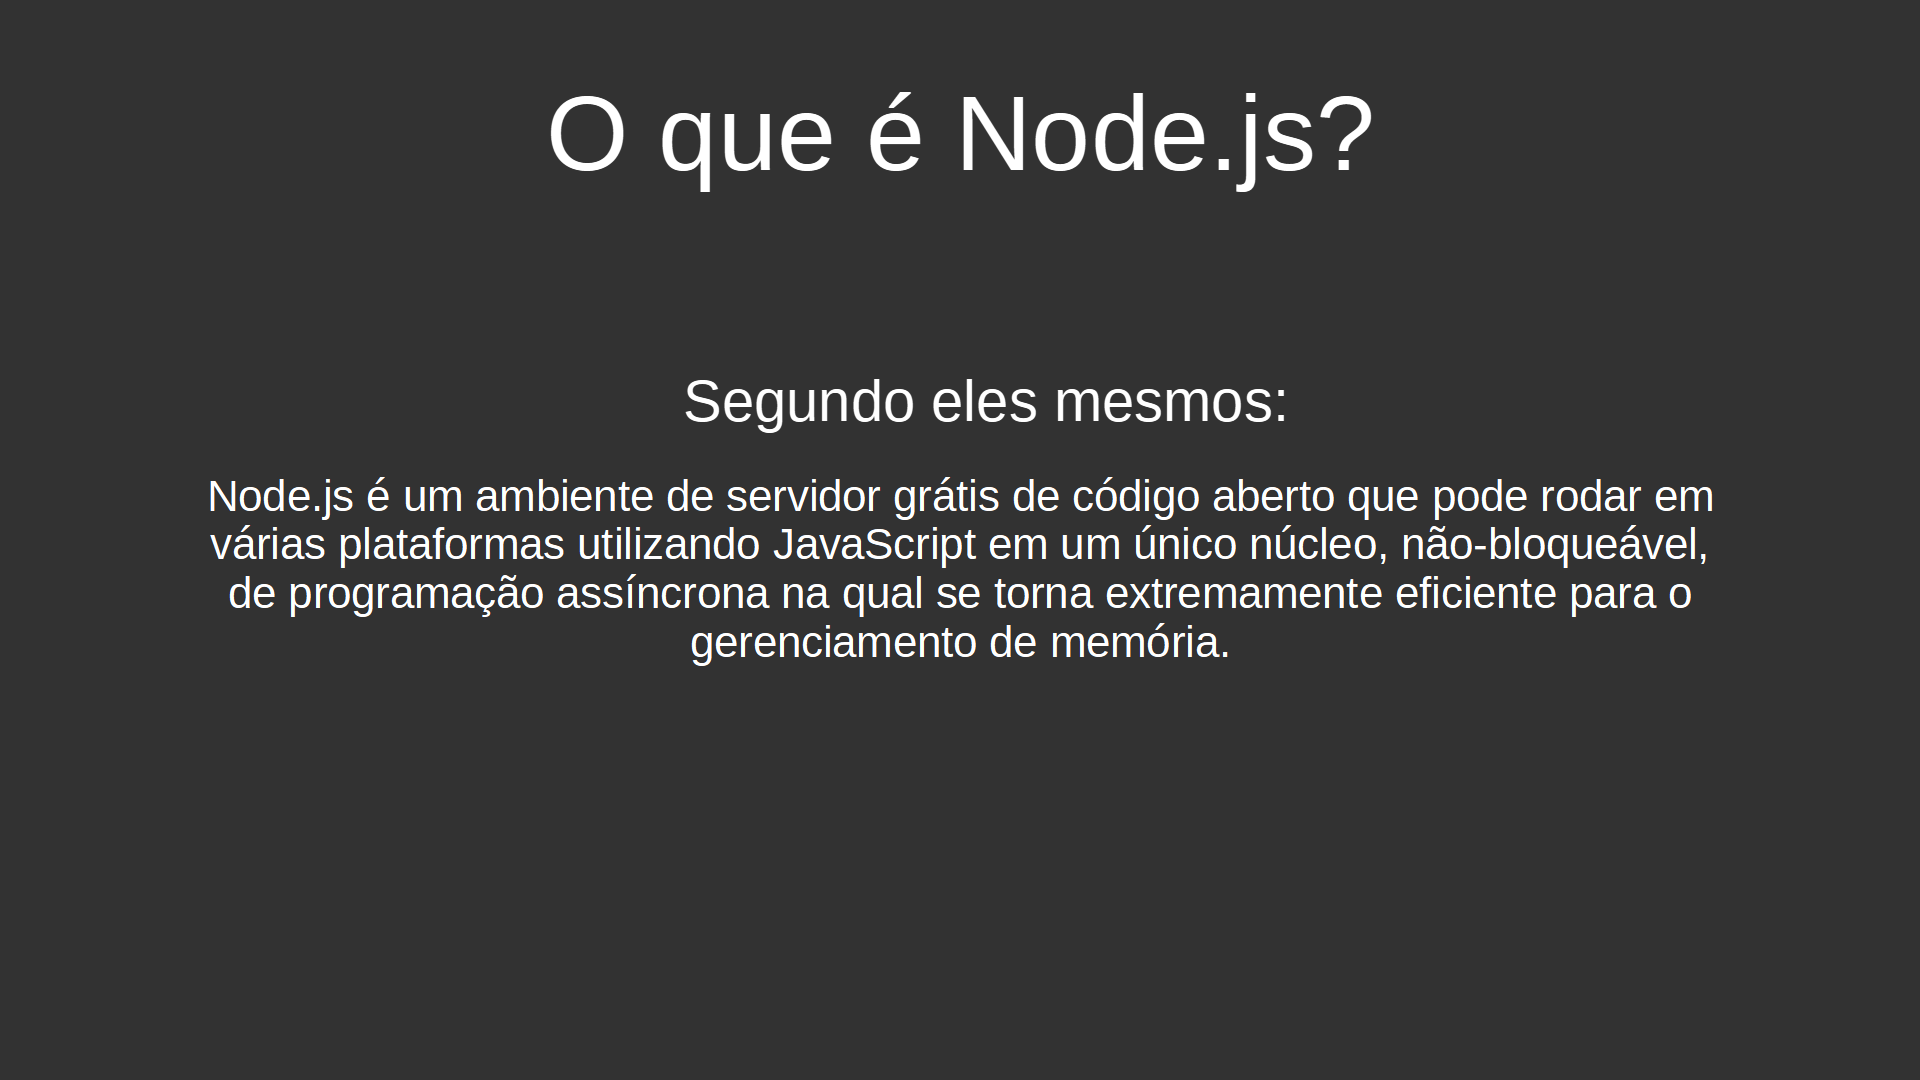 O que é Node.js?
Segundo eles mesmos:
Node.js é um ambiente de servidor grátis de código aberto que pode rodar em
várias plataformas utilizando JavaScript em um único núcleo, não-bloqueável,
de programação assíncrona na qual se torna extremamente eficiente para o
gerenciamento de memória.